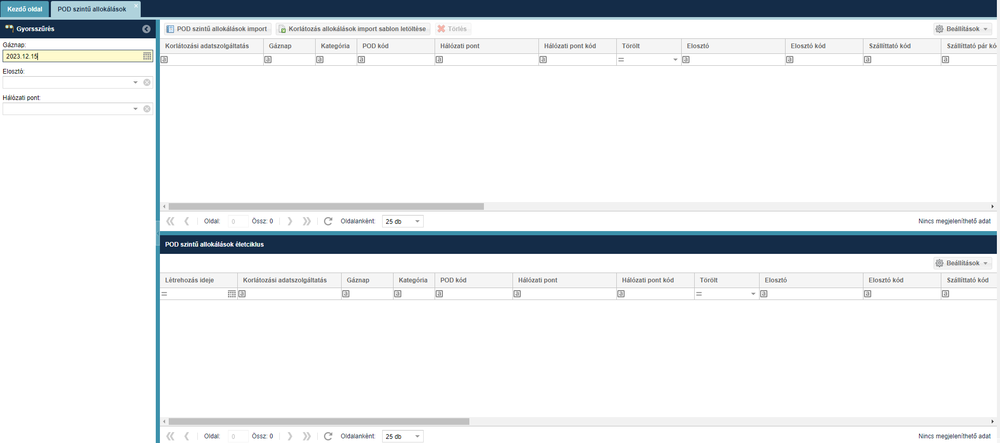 Kezdő oldal
POD szintű allokálások
Gyorsszűrés
Gáznap:
2023.12.15
Elosztó:
Hálózati pont:
POD szintű allokálások import
Korlátozás allokálások import sablon letöltése
Törlés
Beállítások
Korlátozási adatszolgáltatás Gáznap Kategória POD kód Hálózati pont Hálózati pont kód Törölt Elosztó Elosztó kód Szállíttató kód Szállíttató pár kó
Oldal: 0 Össz: 0 Oldalanként: 25 db Nincs megjeleníthető adat
POD szintű allokálások életciklus
Beállítások
Létrehozás ideje Korlátozási adatszolgáltatás Gáznap Kategória POD kód Hálózati pont Hálózati pont kód Törölt Elosztó Elosztó kód Szállíttató kód
Oldal: 0 Össz: 0 Oldalanként: 25 db Nincs megjeleníthető adat